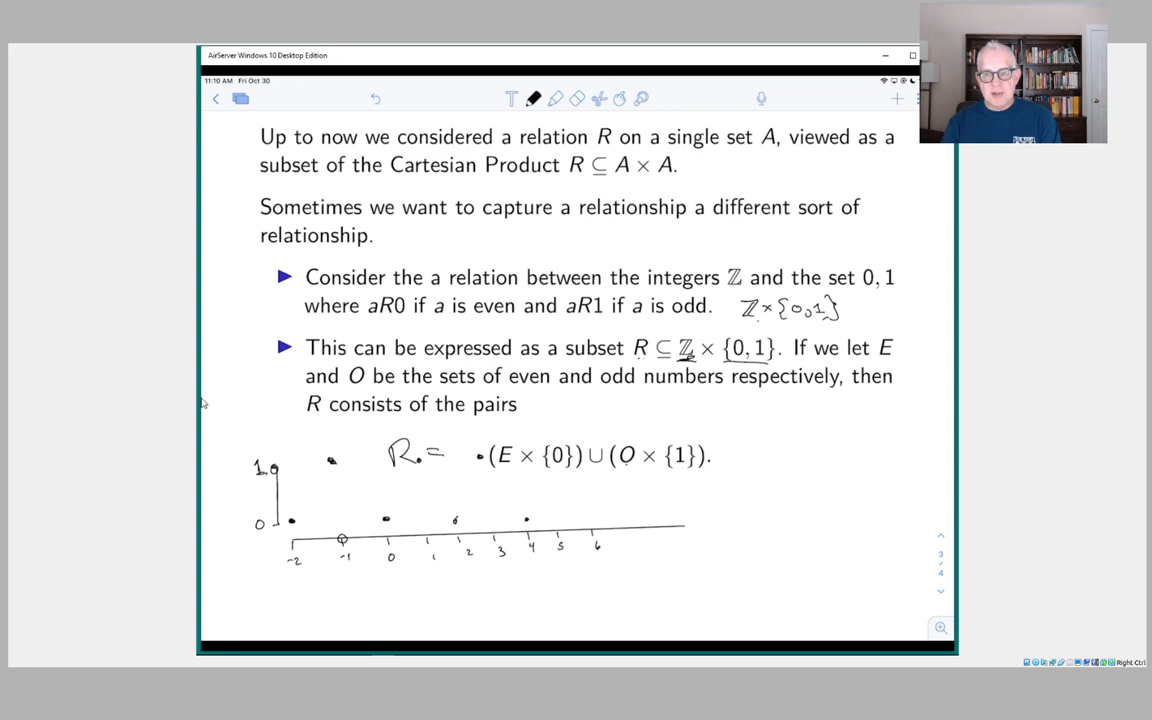 AirServer Windows 10 Desktop Edition
11:10 AM Fri Oct 30
Up to now we considered a relation R on a single set A, viewed as a
subset of the Cartesian Product R ⊆ A × A.
Sometimes we want to capture a relationship a different sort of
relationship.
Consider the a relation between the integers ℤ and the set 0, 1
where aR0 if a is even and aR1 if a is odd. ℤ × {0,1}
This can be expressed as a subset R ⊆ ℤ × {0, 1}. If we let E
and O be the sets of even and odd numbers respectively, then
R consists of the pairs
R = (E × {0}) ∪ (O × {1}).
1
0
-2 -1 0 1 2 3 4 5 6
3
/
4
Right Ctrl